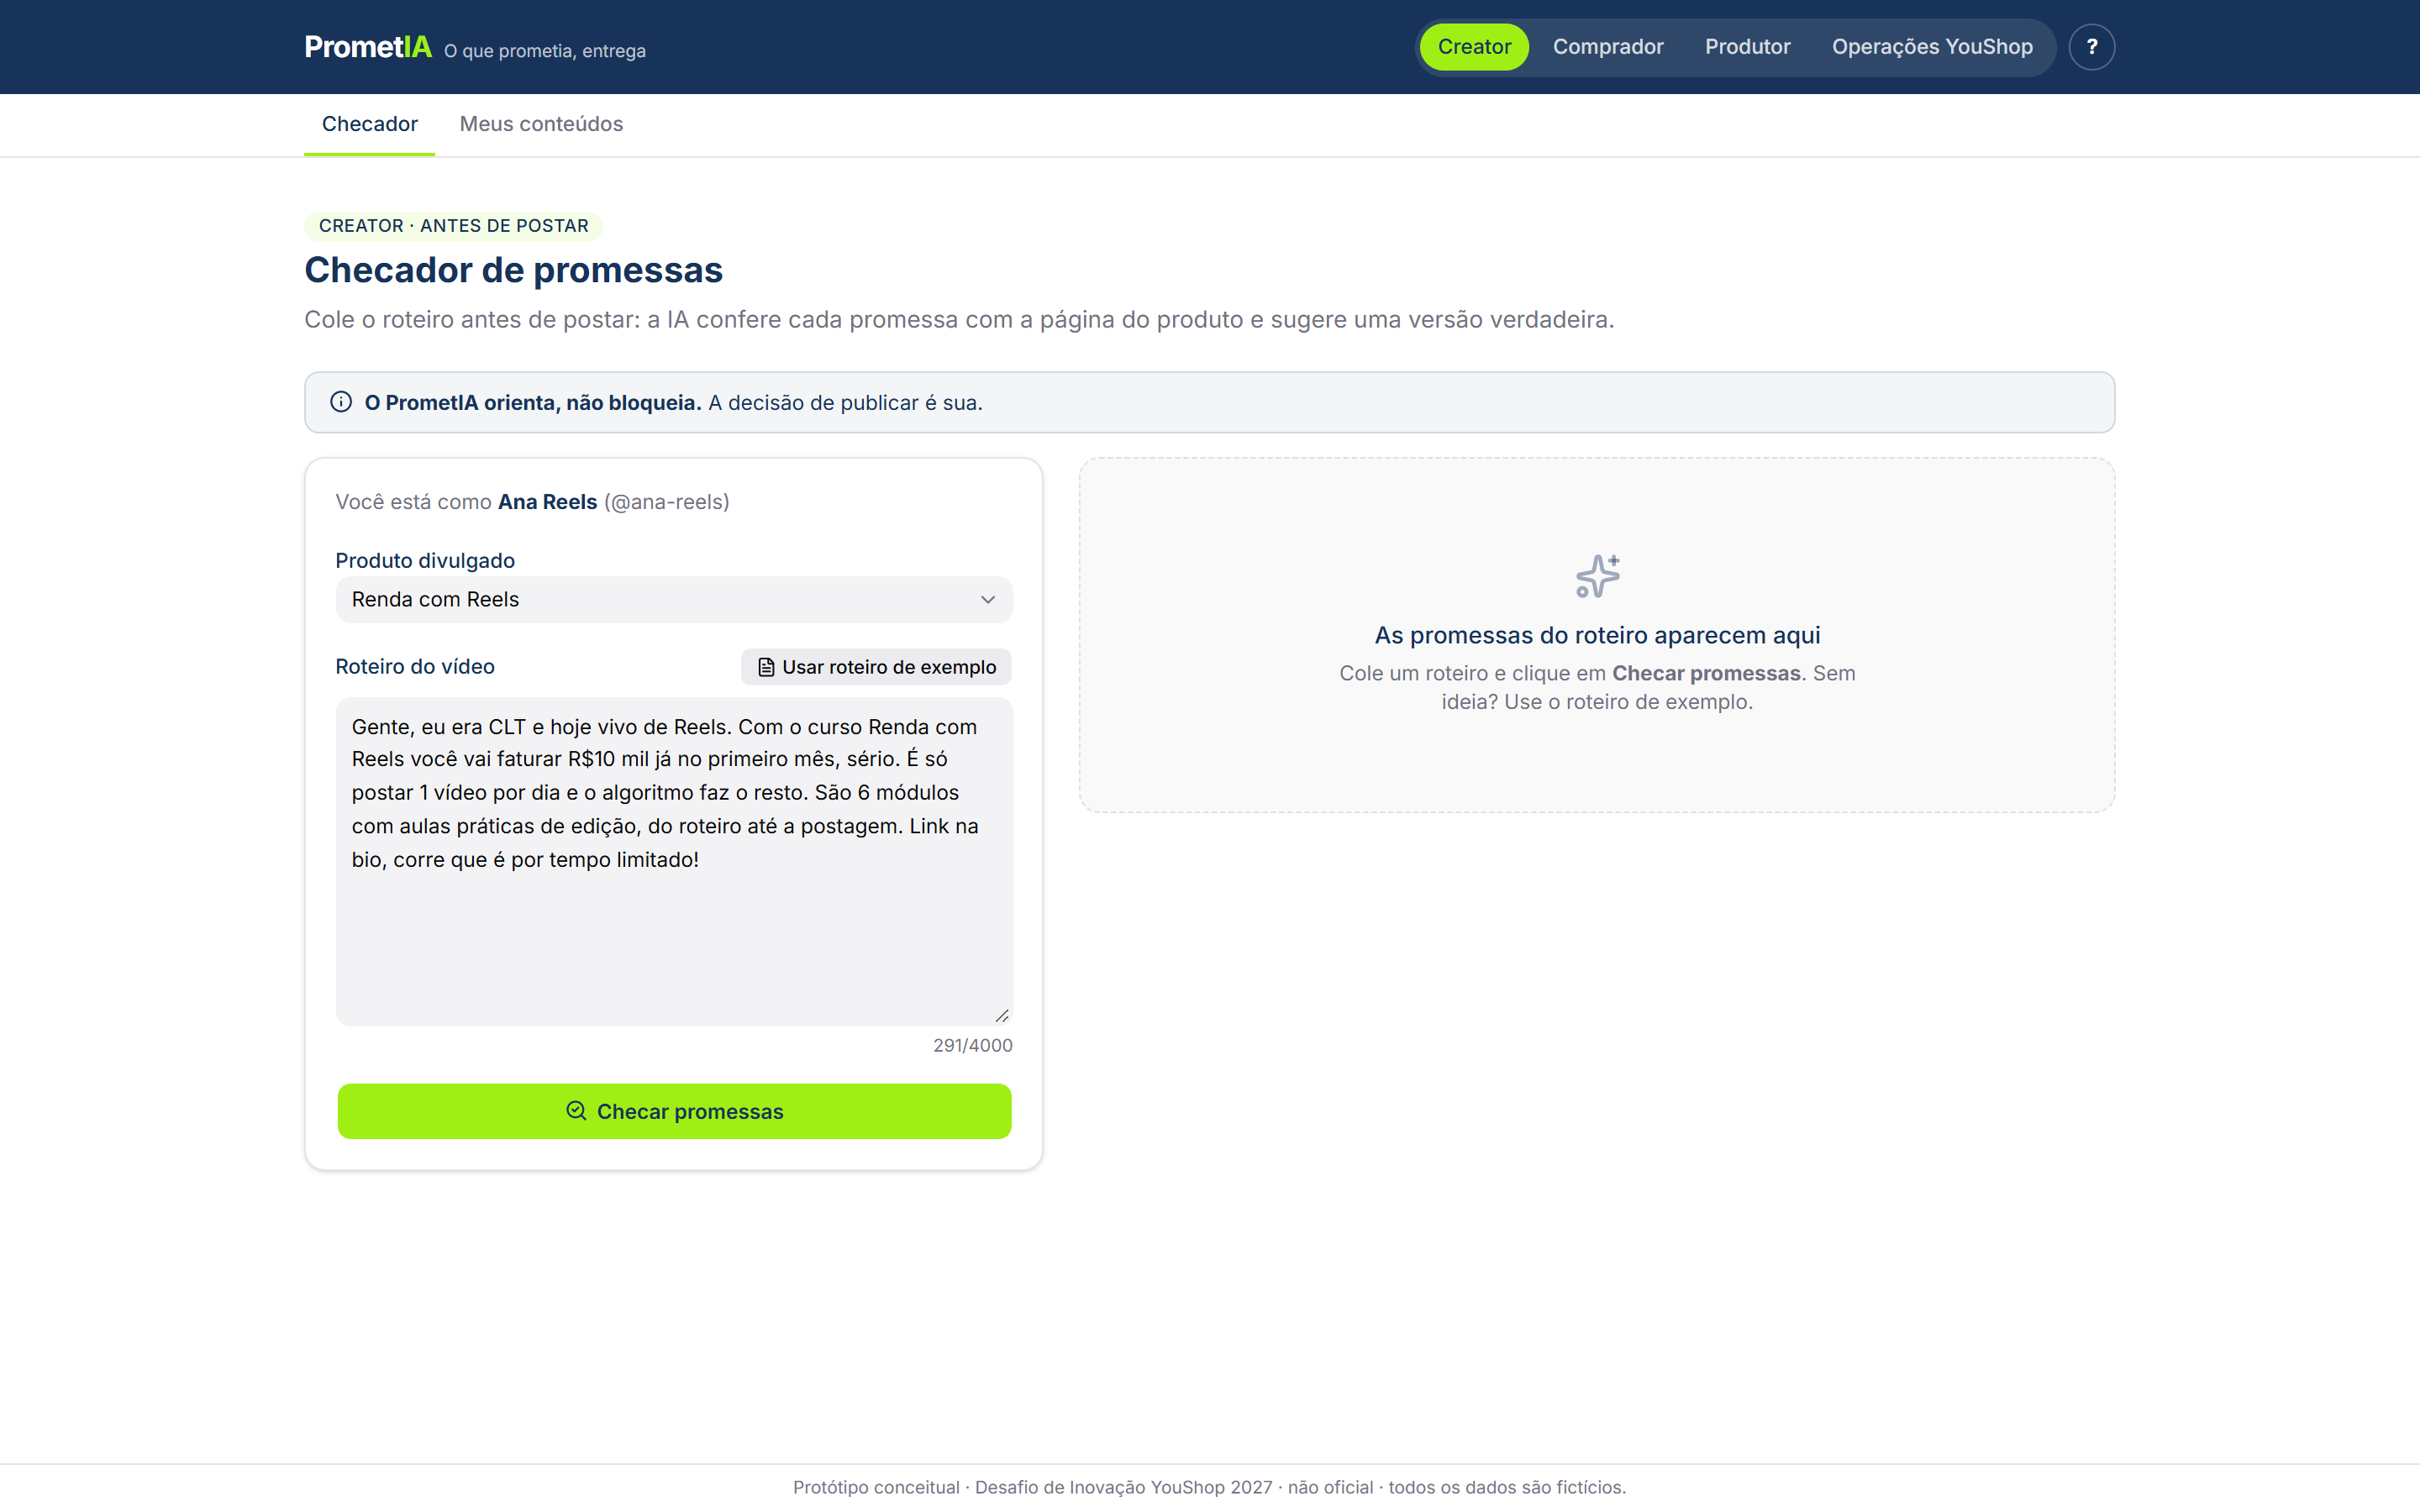 PrometIA O que prometia, entrega
Creator Comprador Produtor Operações YouShop ?
Checador Meus conteúdos
CREATOR · ANTES DE POSTAR
Checador de promessas
Cole o roteiro antes de postar: a IA confere cada promessa com a página do produto e sugere uma versão verdadeira.
O PrometIA orienta, não bloqueia. A decisão de publicar é sua.
Você está como Ana Reels (@ana-reels)
Produto divulgado
Renda com Reels
Roteiro do vídeo
Usar roteiro de exemplo
Gente, eu era CLT e hoje vivo de Reels. Com o curso Renda com
Reels você vai faturar R$10 mil já no primeiro mês, sério. É só
postar 1 vídeo por dia e o algoritmo faz o resto. São 6 módulos
com aulas práticas de edição, do roteiro até a postagem. Link na
bio, corre que é por tempo limitado!
291/4000
Checar promessas
As promessas do roteiro aparecem aqui
Cole um roteiro e clique em Checar promessas. Sem
ideia? Use o roteiro de exemplo.
Protótipo conceitual · Desafio de Inovação YouShop 2027 · não oficial · todos os dados são fictícios.